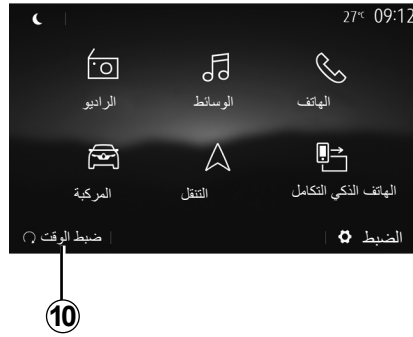 27°C 09:12
الهاتف
الوسائط
الراديو
الهاتف الذكي التكامل
التنقل
المركبة
الضبط
ضبط الوقت
10